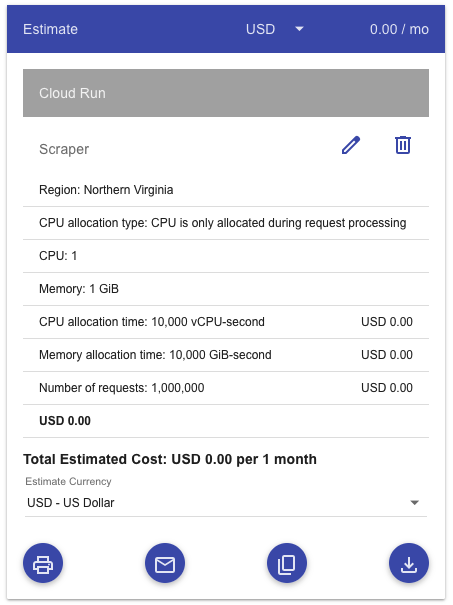 Estimate USD 0.00 / mo
Cloud Run
Scraper
Region: Northern Virginia
CPU allocation type: CPU is only allocated during request processing
CPU: 1
Memory: 1 GiB
CPU allocation time: 10,000 vCPU-second USD 0.00
Memory allocation time: 10,000 GiB-second USD 0.00
Number of requests: 1,000,000 USD 0.00
USD 0.00
Total Estimated Cost: USD 0.00 per 1 month
Estimate Currency
USD - US Dollar